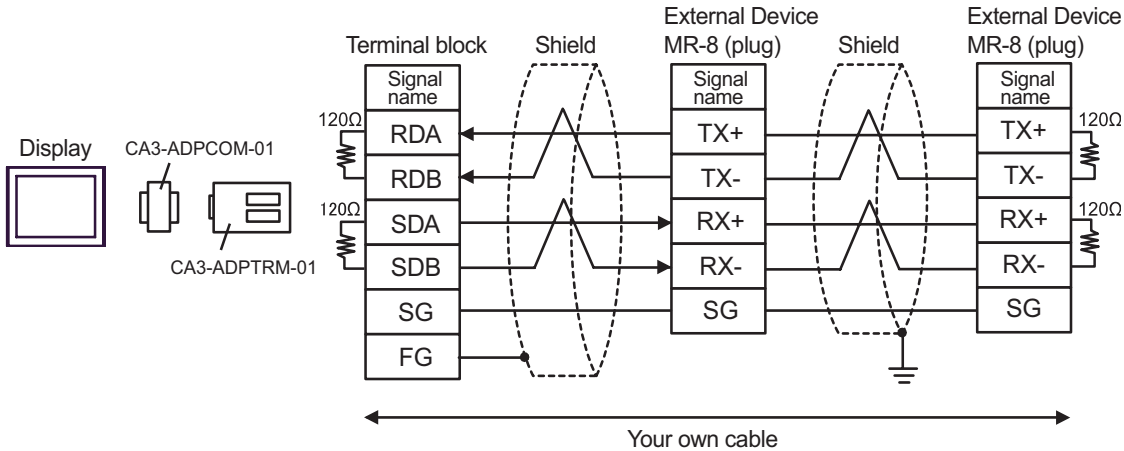 Display
CA3-ADPCOM-01
CA3-ADPTRM-01
Terminal block
Signal
name
RDA
RDB
SDA
SDB
SG
FG
120Ω
120Ω
Shield
External Device
MR-8 (plug)
Signal
name
TX+
TX-
RX+
RX-
SG
Shield
External Device
MR-8 (plug)
Signal
name
TX+
TX-
RX+
RX-
SG
120Ω
120Ω
Your own cable